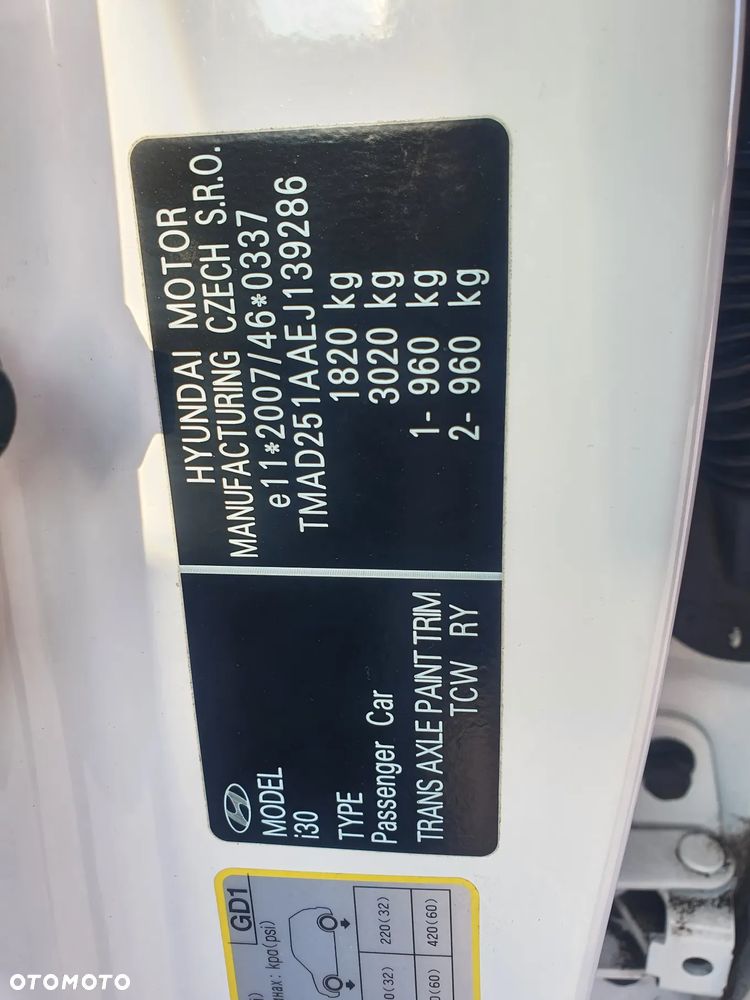 HYUNDAI MOTOR
MANUFACTURING CZECH S.R.O.
e11*2007/46*0337
TMAD251AAEJ139286
1820 kg
3020 kg
1- 960 kg
2- 960 kg
MODEL
i30
TYPE
Passenger Car
TRANS AXLE PAINT TRIM
TCW RY
GD1
kpa(psi)
220(32)
420(60)
OTOMOTO